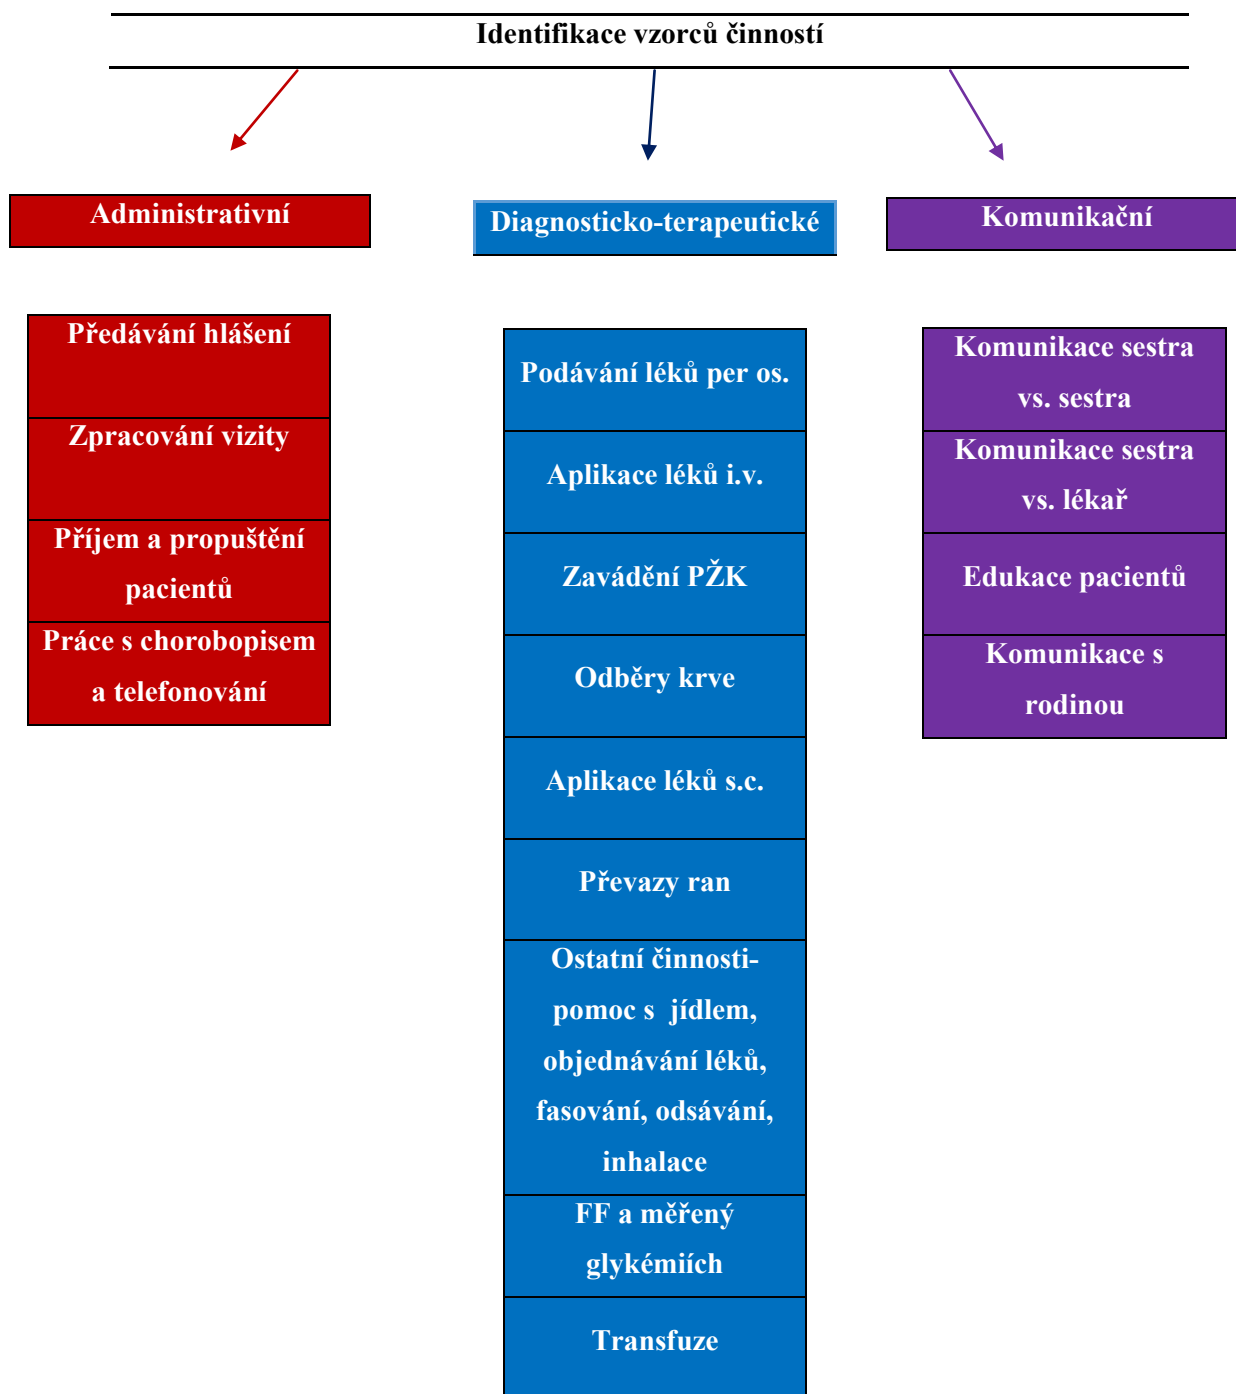 Identifikace vzorců činností
Administrativní
Diagnosticko-terapeutické
Komunikační
Předávání hlášení
Zpracování vizity
Příjem a propuštění
pacientů
Práce s chorobopisem
a telefonování
Podávání léků per os.
Aplikace léků i.v.
Zavádění PŽK
Odběry krve
Aplikace léků s.c.
Převazy ran
Ostatní činnosti-
pomoc s  jídlem,
objednávání léků,
fasování, odsávání,
inhalace
FF a měřený
glykémiích
Transfuze
Komunikace sestra
vs. sestra
Komunikace sestra
vs. lékař
Edukace pacientů
Komunikace s
rodinou